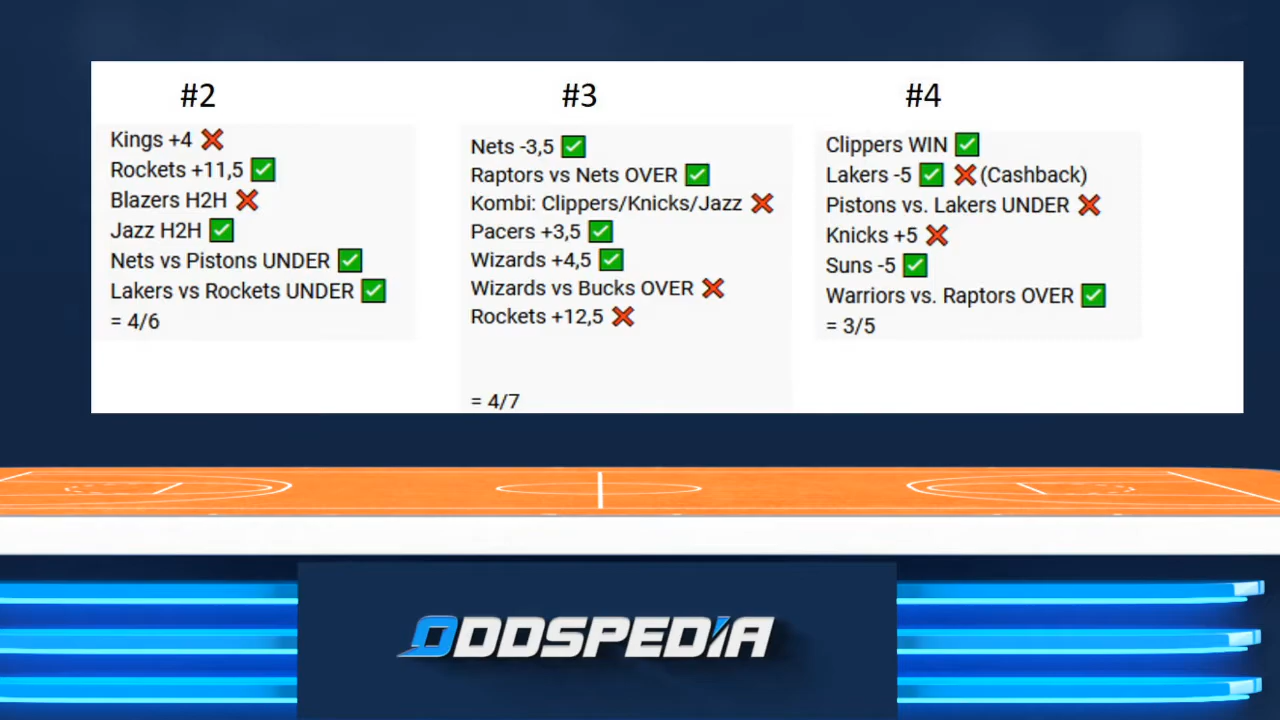 #2
Kings +4 ❌
Rockets +11,5 ✅
Blazers H2H ❌
Jazz H2H ✅
Nets vs Pistons UNDER ✅
Lakers vs Rockets UNDER ✅
= 4/6
#3
Nets -3,5 ✅
Raptors vs Nets OVER ✅
Kombi: Clippers/Knicks/Jazz ❌
Pacers +3,5 ✅
Wizards +4,5 ✅
Wizards vs Bucks OVER ❌
Rockets +12,5 ❌
= 4/7
#4
Clippers WIN ✅
Lakers -5 ✅ ❌ (Cashback)
Pistons vs. Lakers UNDER ❌
Knicks +5 ❌
Suns -5 ✅
Warriors vs. Raptors OVER ✅
= 3/5
ODDSPEDIA